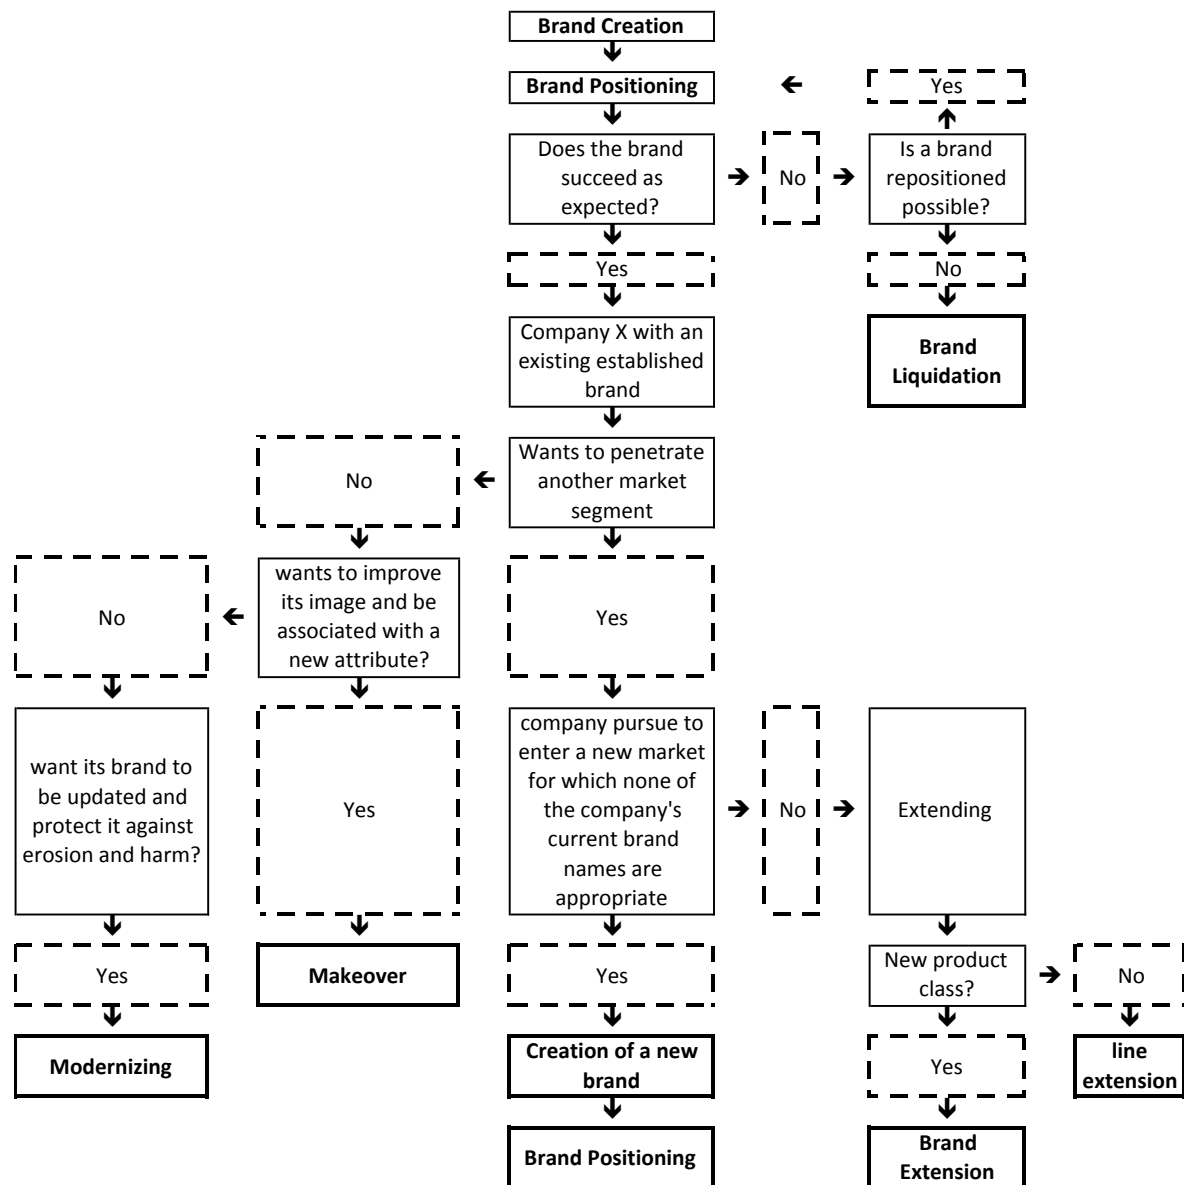 Brand Creation
Brand Positioning
Yes
Does the brand
succeed as
expected?
No
Is a brand
repositioned
possible?
Yes
No
Company X with an
existing established
brand
Brand
Liquidation
No
Wants to penetrate
another market
segment
No
wants to improve
its image and be
associated with a
new attribute?
Yes
want its brand to
be updated and
protect it against
erosion and harm?
Yes
company pursue to
enter a new market
for which none of
the company's
current brand
names are
appropriate
No
Extending
Yes
Makeover
Yes
New product
class?
No
Modernizing
Creation of a new
brand
Yes
line
extension
Brand Positioning
Brand
Extension